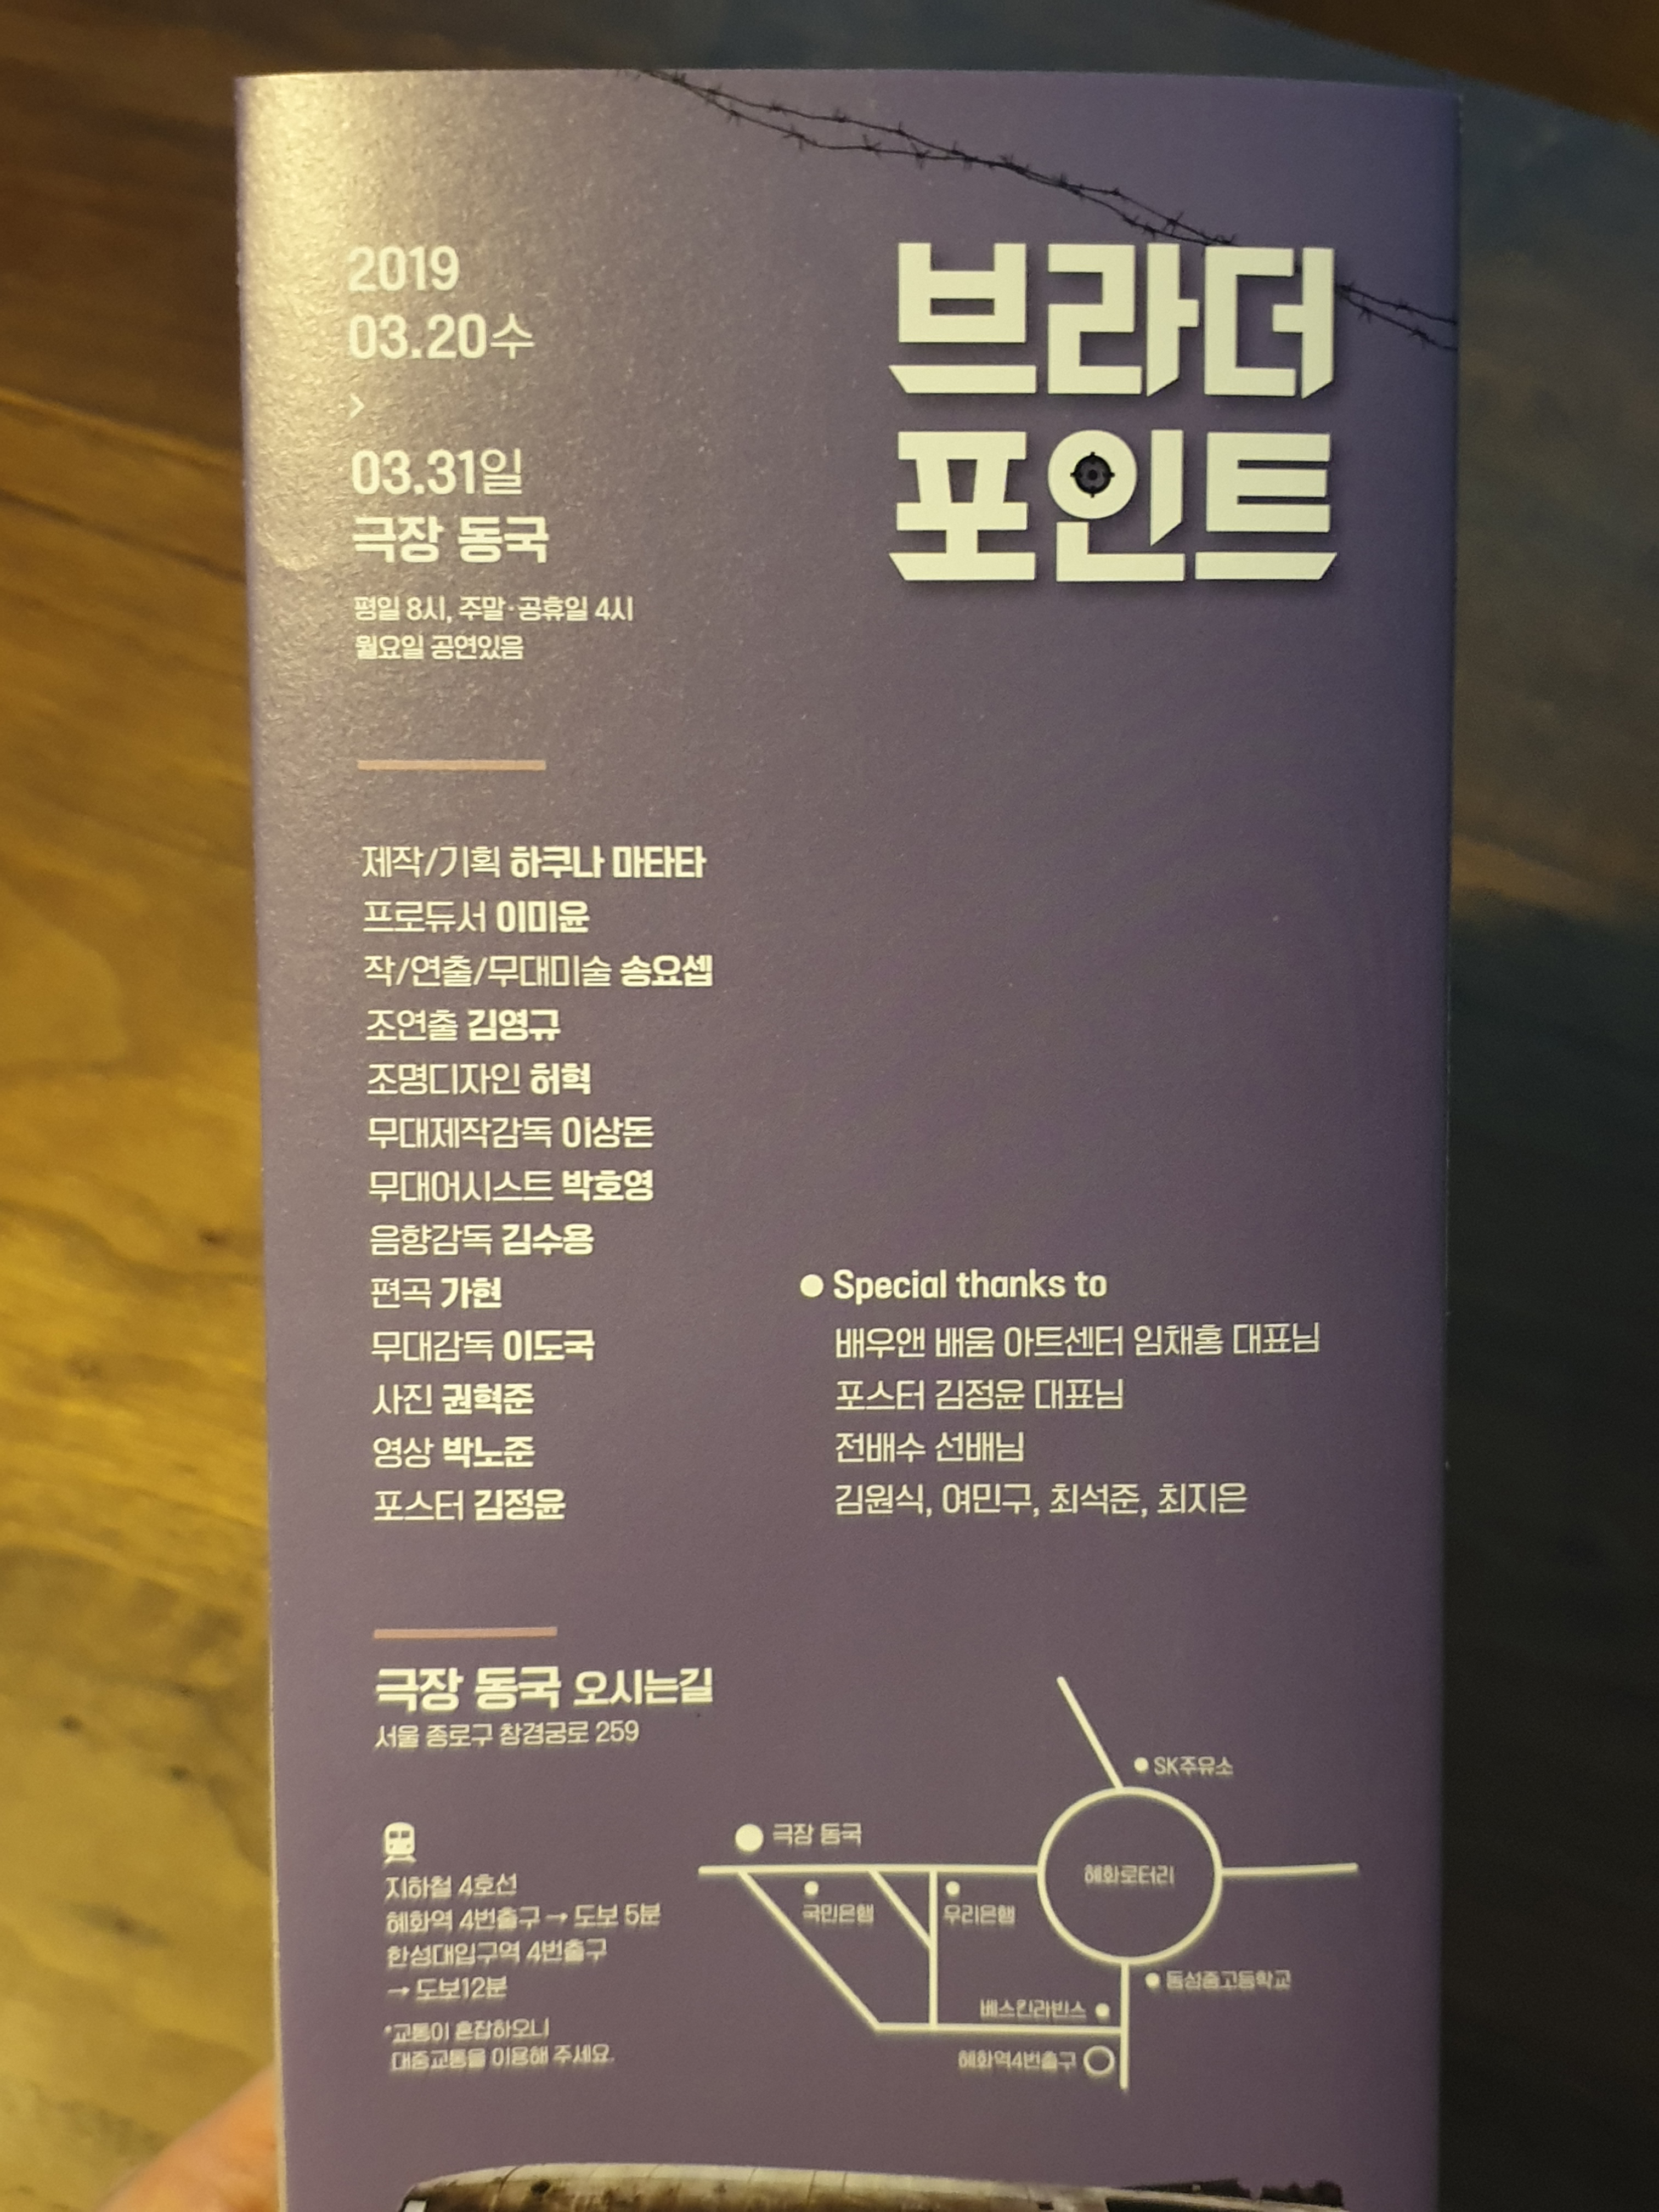 2019
03.20수
>
03.31일
극장 동국
평일 8시, 주말·공휴일 4시
월요일 공연있음
브라더
포인트
제작/기획 하쿠나 마타타
프로듀서 이미윤
작/연출/무대미술 송요셉
조연출 김영규
조명디자인 허혁
무대제작감독 이상돈
무대어시스트 박호영
음향감독 김수용
편곡 가현
무대감독 이도국
사진 권혁준
영상 박노준
포스터 김정윤
● Special thanks to
배우앤 배움 아트센터 임채홍 대표님
포스터 김정윤 대표님
전배수 선배님
김원식, 여민구, 최석준, 최지은
극장 동국 오시는길
서울 종로구 창경궁로 259
지하철 4호선
혜화역 4번출구 → 도보 5분
한성대입구역 4번출구
→ 도보12분
*교통이 혼잡하오니
대중교통을 이용해 주세요.
SK주유소
극장 동국
혜화로터리
국민은행
우리은행
동성중고등학교
베스킨라빈스
혜화역4번출구